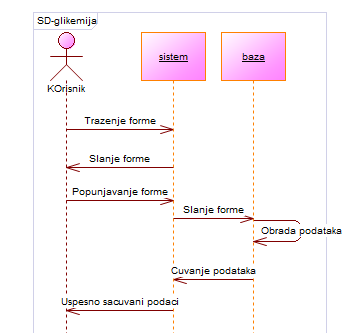 SD-glikemija
sistem
baza
KOrisnik
Trazenje forme
Slanje forme
Popunjavanje forme
Slanje forme
Obrada podataka
Cuvanje podataka
Uspesno sacuvani podaci